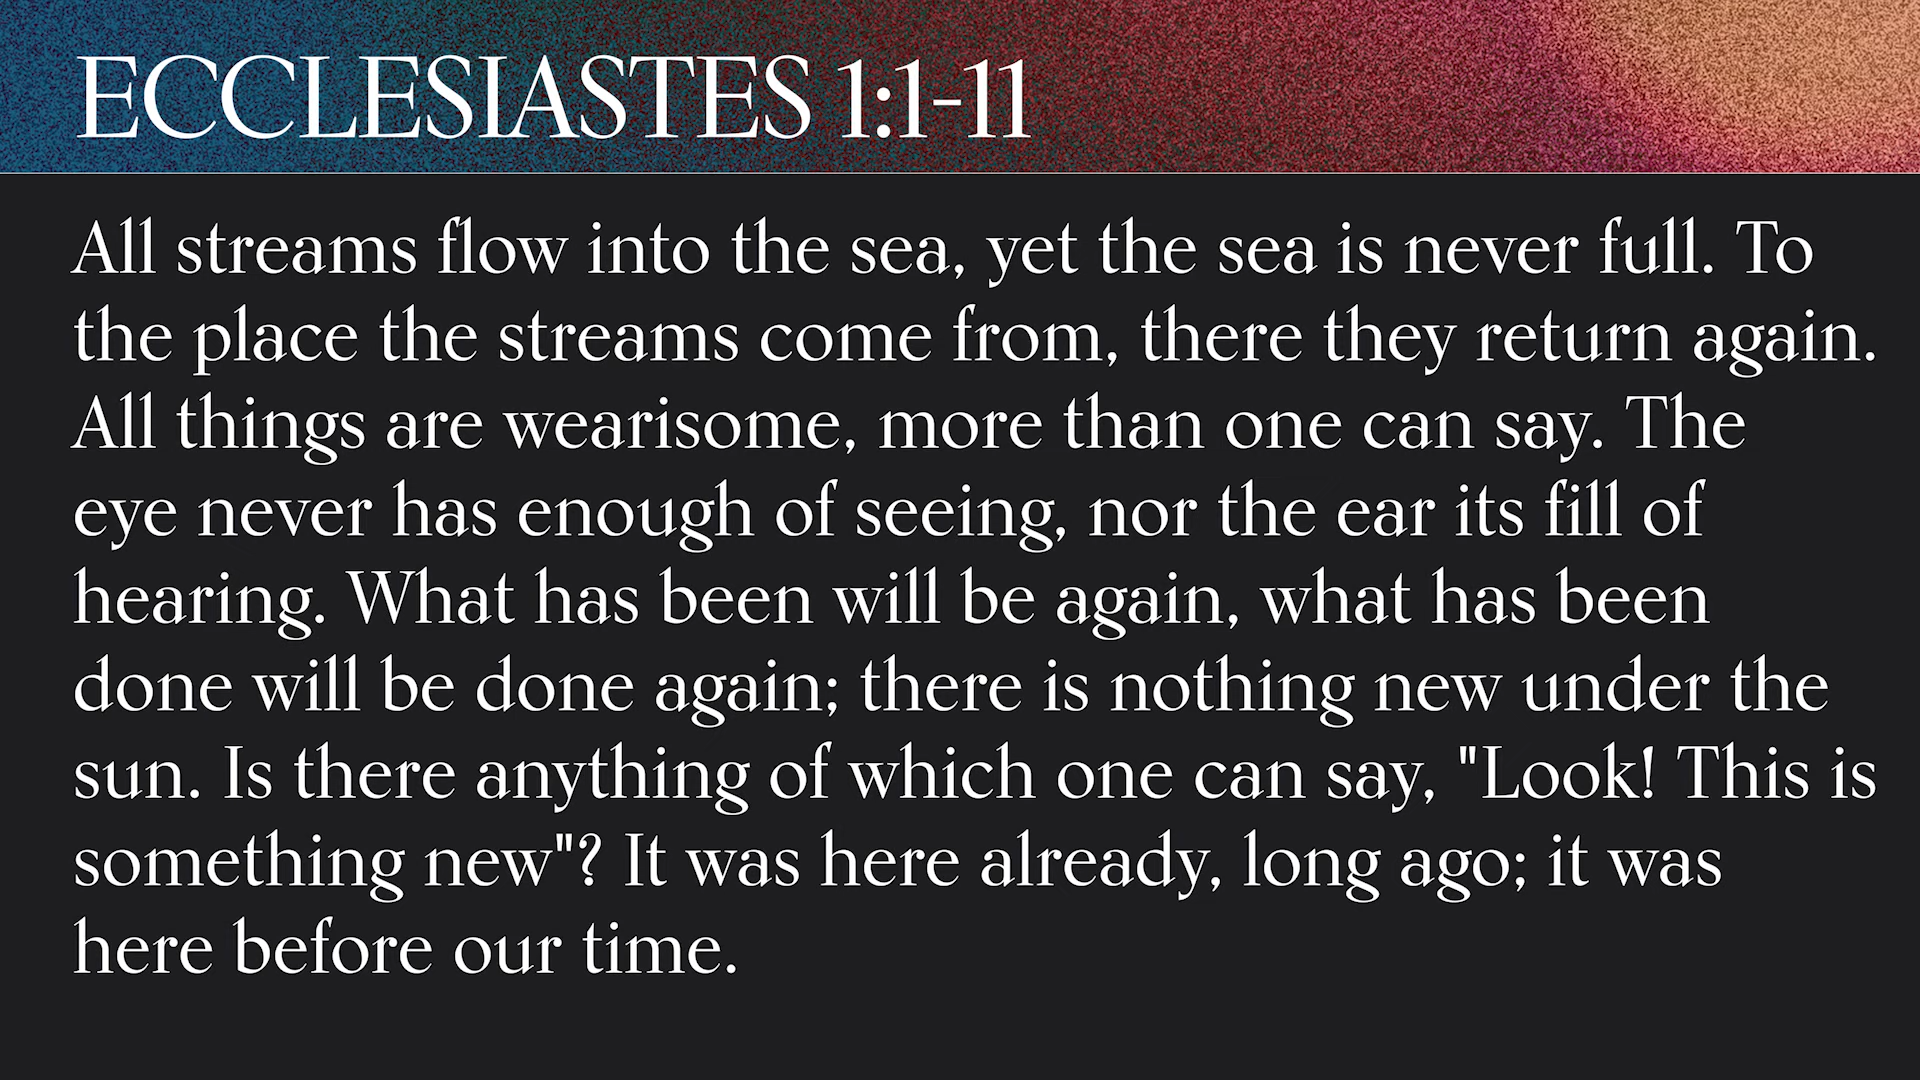 ECCLESIASTES 1:1-11
All streams flow into the sea, yet the sea is never full. To
the place the streams come from, there they return again.
All things are wearisome, more than one can say. The
eye never has enough of seeing, nor the ear its fill of
hearing. What has been will be again, what has been
done will be done again; there is nothing new under the
sun. Is there anything of which one can say, "Look! This is
something new"? It was here already, long ago; it was
here before our time.